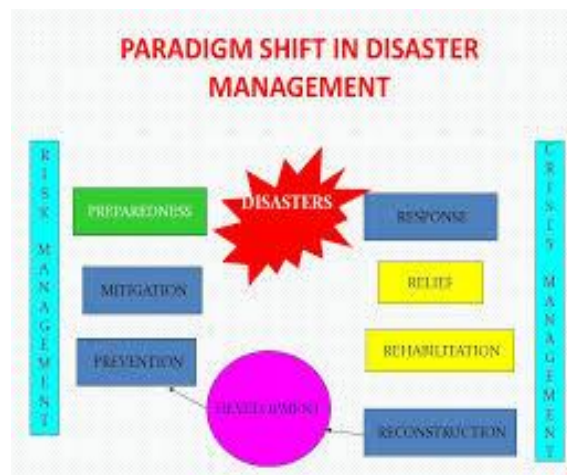 PARADIGM SHIFT IN DISASTER
MANAGEMENT
RISK MANAGEMENT
CRISIS MANAGEMENT
DISASTERS
PREPAREDNESS
RESPONSE
MITIGATION
RELIEF
PREVENTION
REHABILITATION
DEVELOPMENT
RECONSTRUCTION